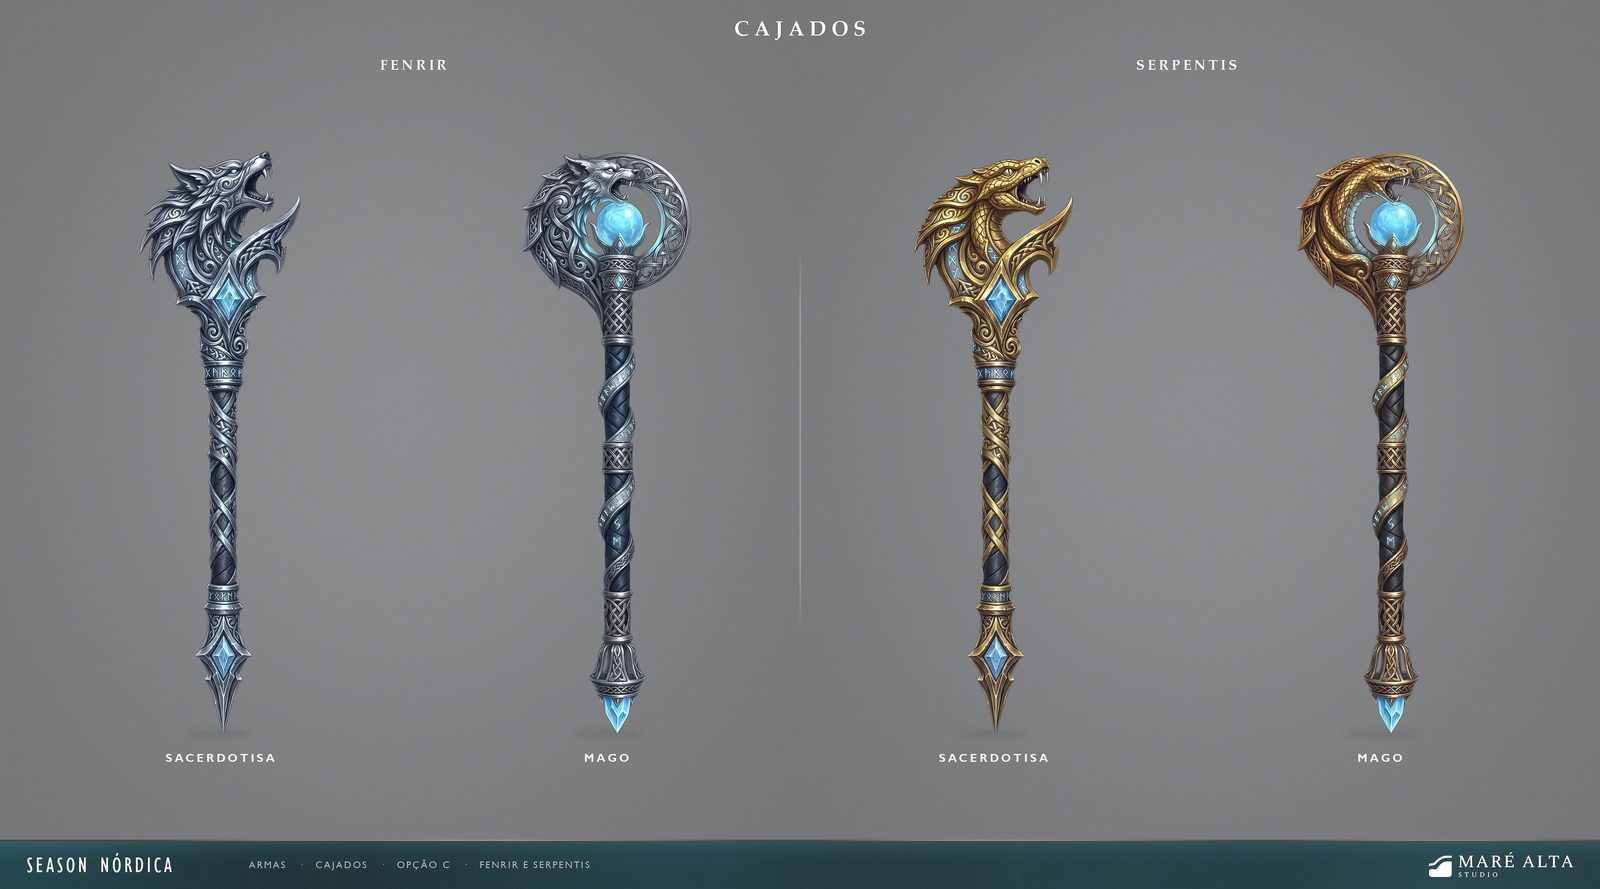 CAJADOS
FENRIR
SERPENTIS
SACERDOTISA
MAGO
SACERDOTISA
MAGO
SEASON NÓRDICA
ARMAS · CAJADOS · OPÇÃO C · FENRIR E SERPENTIS
MARÉ ALTA
STUDIO